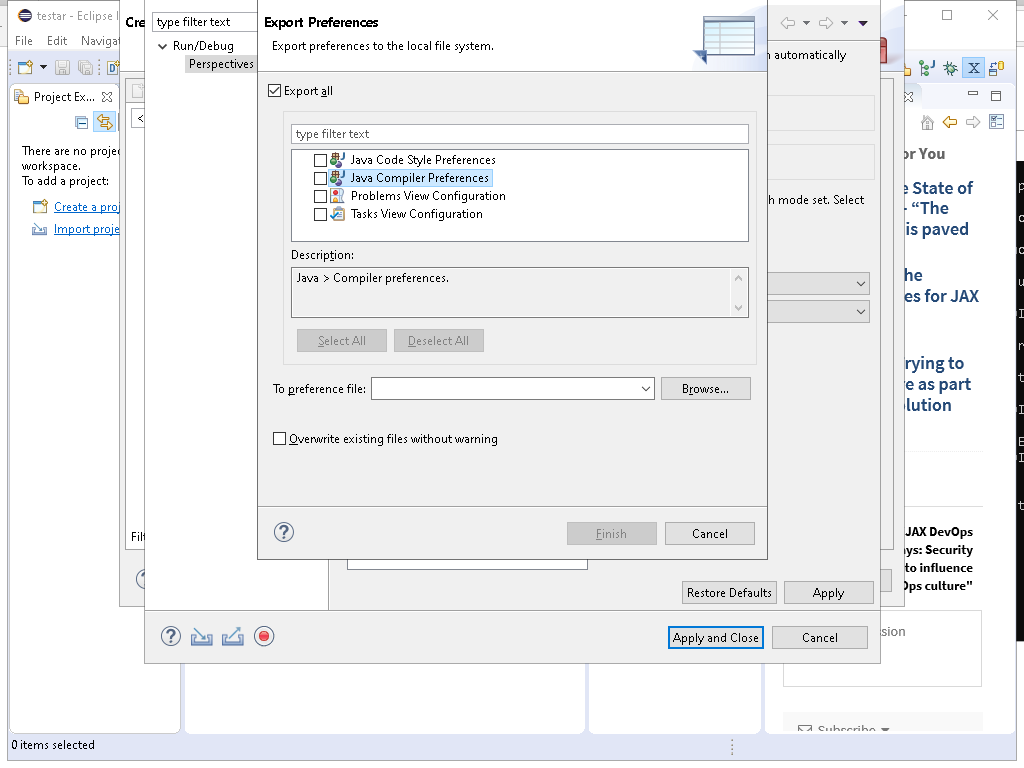 testar - Eclipse I
File Edit Navigat
Project Ex...
There are no projec
workspace.
To add a project:
Create a proj
Import proje
0 items selected
Cre
<
Filt
type filter text
Run/Debug
Perspectives
Export Preferences
Export preferences to the local file system.
Export all
type filter text
Java Code Style Preferences
Java Compiler Preferences
Problems View Configuration
Tasks View Configuration
Description:
Java > Compiler preferences.
Select All Deselect All
To preference file: Browse...
Overwrite existing files without warning
Finish Cancel
automatically
h mode set. Select
Restore Defaults Apply
Apply and Close Cancel
or You
e State of
- “The
is paved
he
es for JAX
rying to
e as part
lution
JAX DevOps
ys: Security
to influence
Ops culture"
ssion
Subscribe